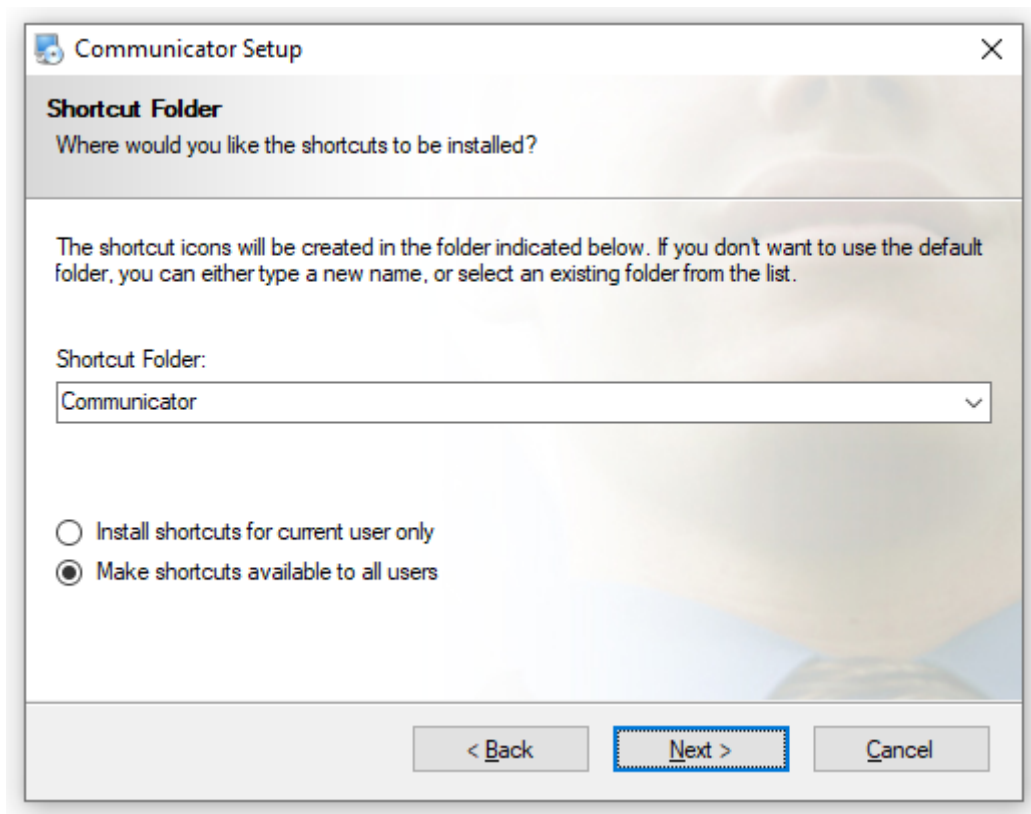 Communicator Setup
Shortcut Folder
Where would you like the shortcuts to be installed?
The shortcut icons will be created in the folder indicated below. If you don't want to use the default
folder, you can either type a new name, or select an existing folder from the list.
Shortcut Folder:
Communicator
Install shortcuts for current user only
Make shortcuts available to all users
< Back
Next >
Cancel